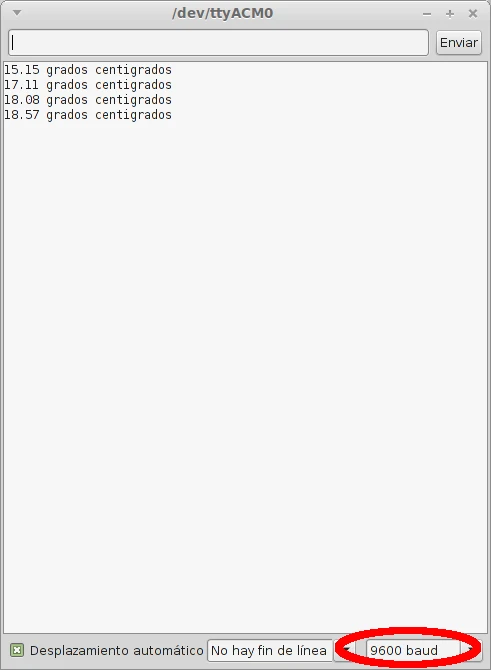 /dev/ttyACM0
Enviar
15.15 grados centigrados
17.11 grados centigrados
18.08 grados centigrados
18.57 grados centigrados
Desplazamiento automático No hay fin de línea 9600 baud